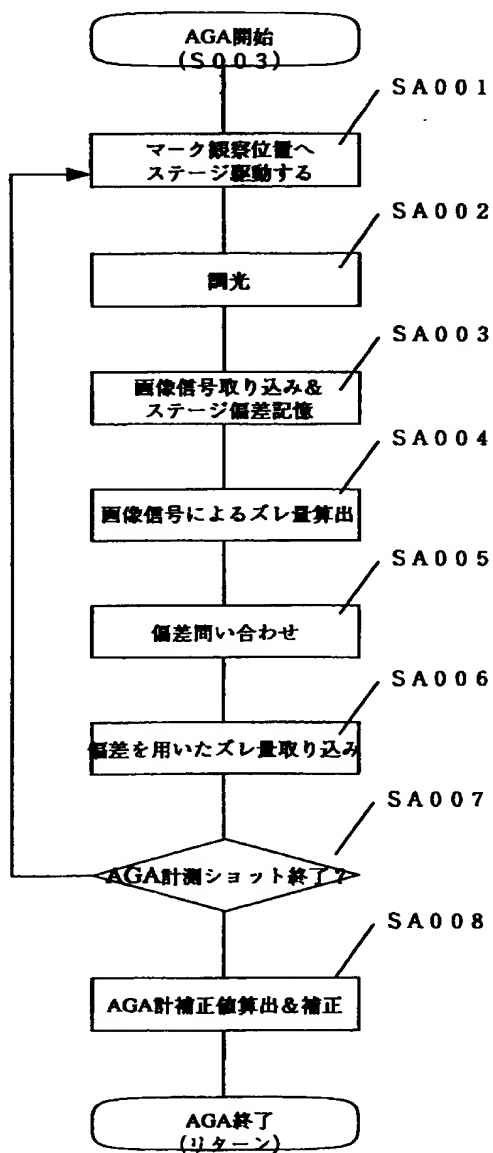 AGA開始
(S003)
SA001
マーク観察位置へ
ステージ駆動する
SA002
調光
SA003
画像信号取り込み&
ステージ偏差記憶
SA004
画像信号によるズレ量算出
SA005
偏差問い合わせ
SA006
偏差を用いたズレ量取り込み
SA007
AGA計測ショット終了?
SA008
AGA計補正値算出&補正
AGA終了
(リターン)